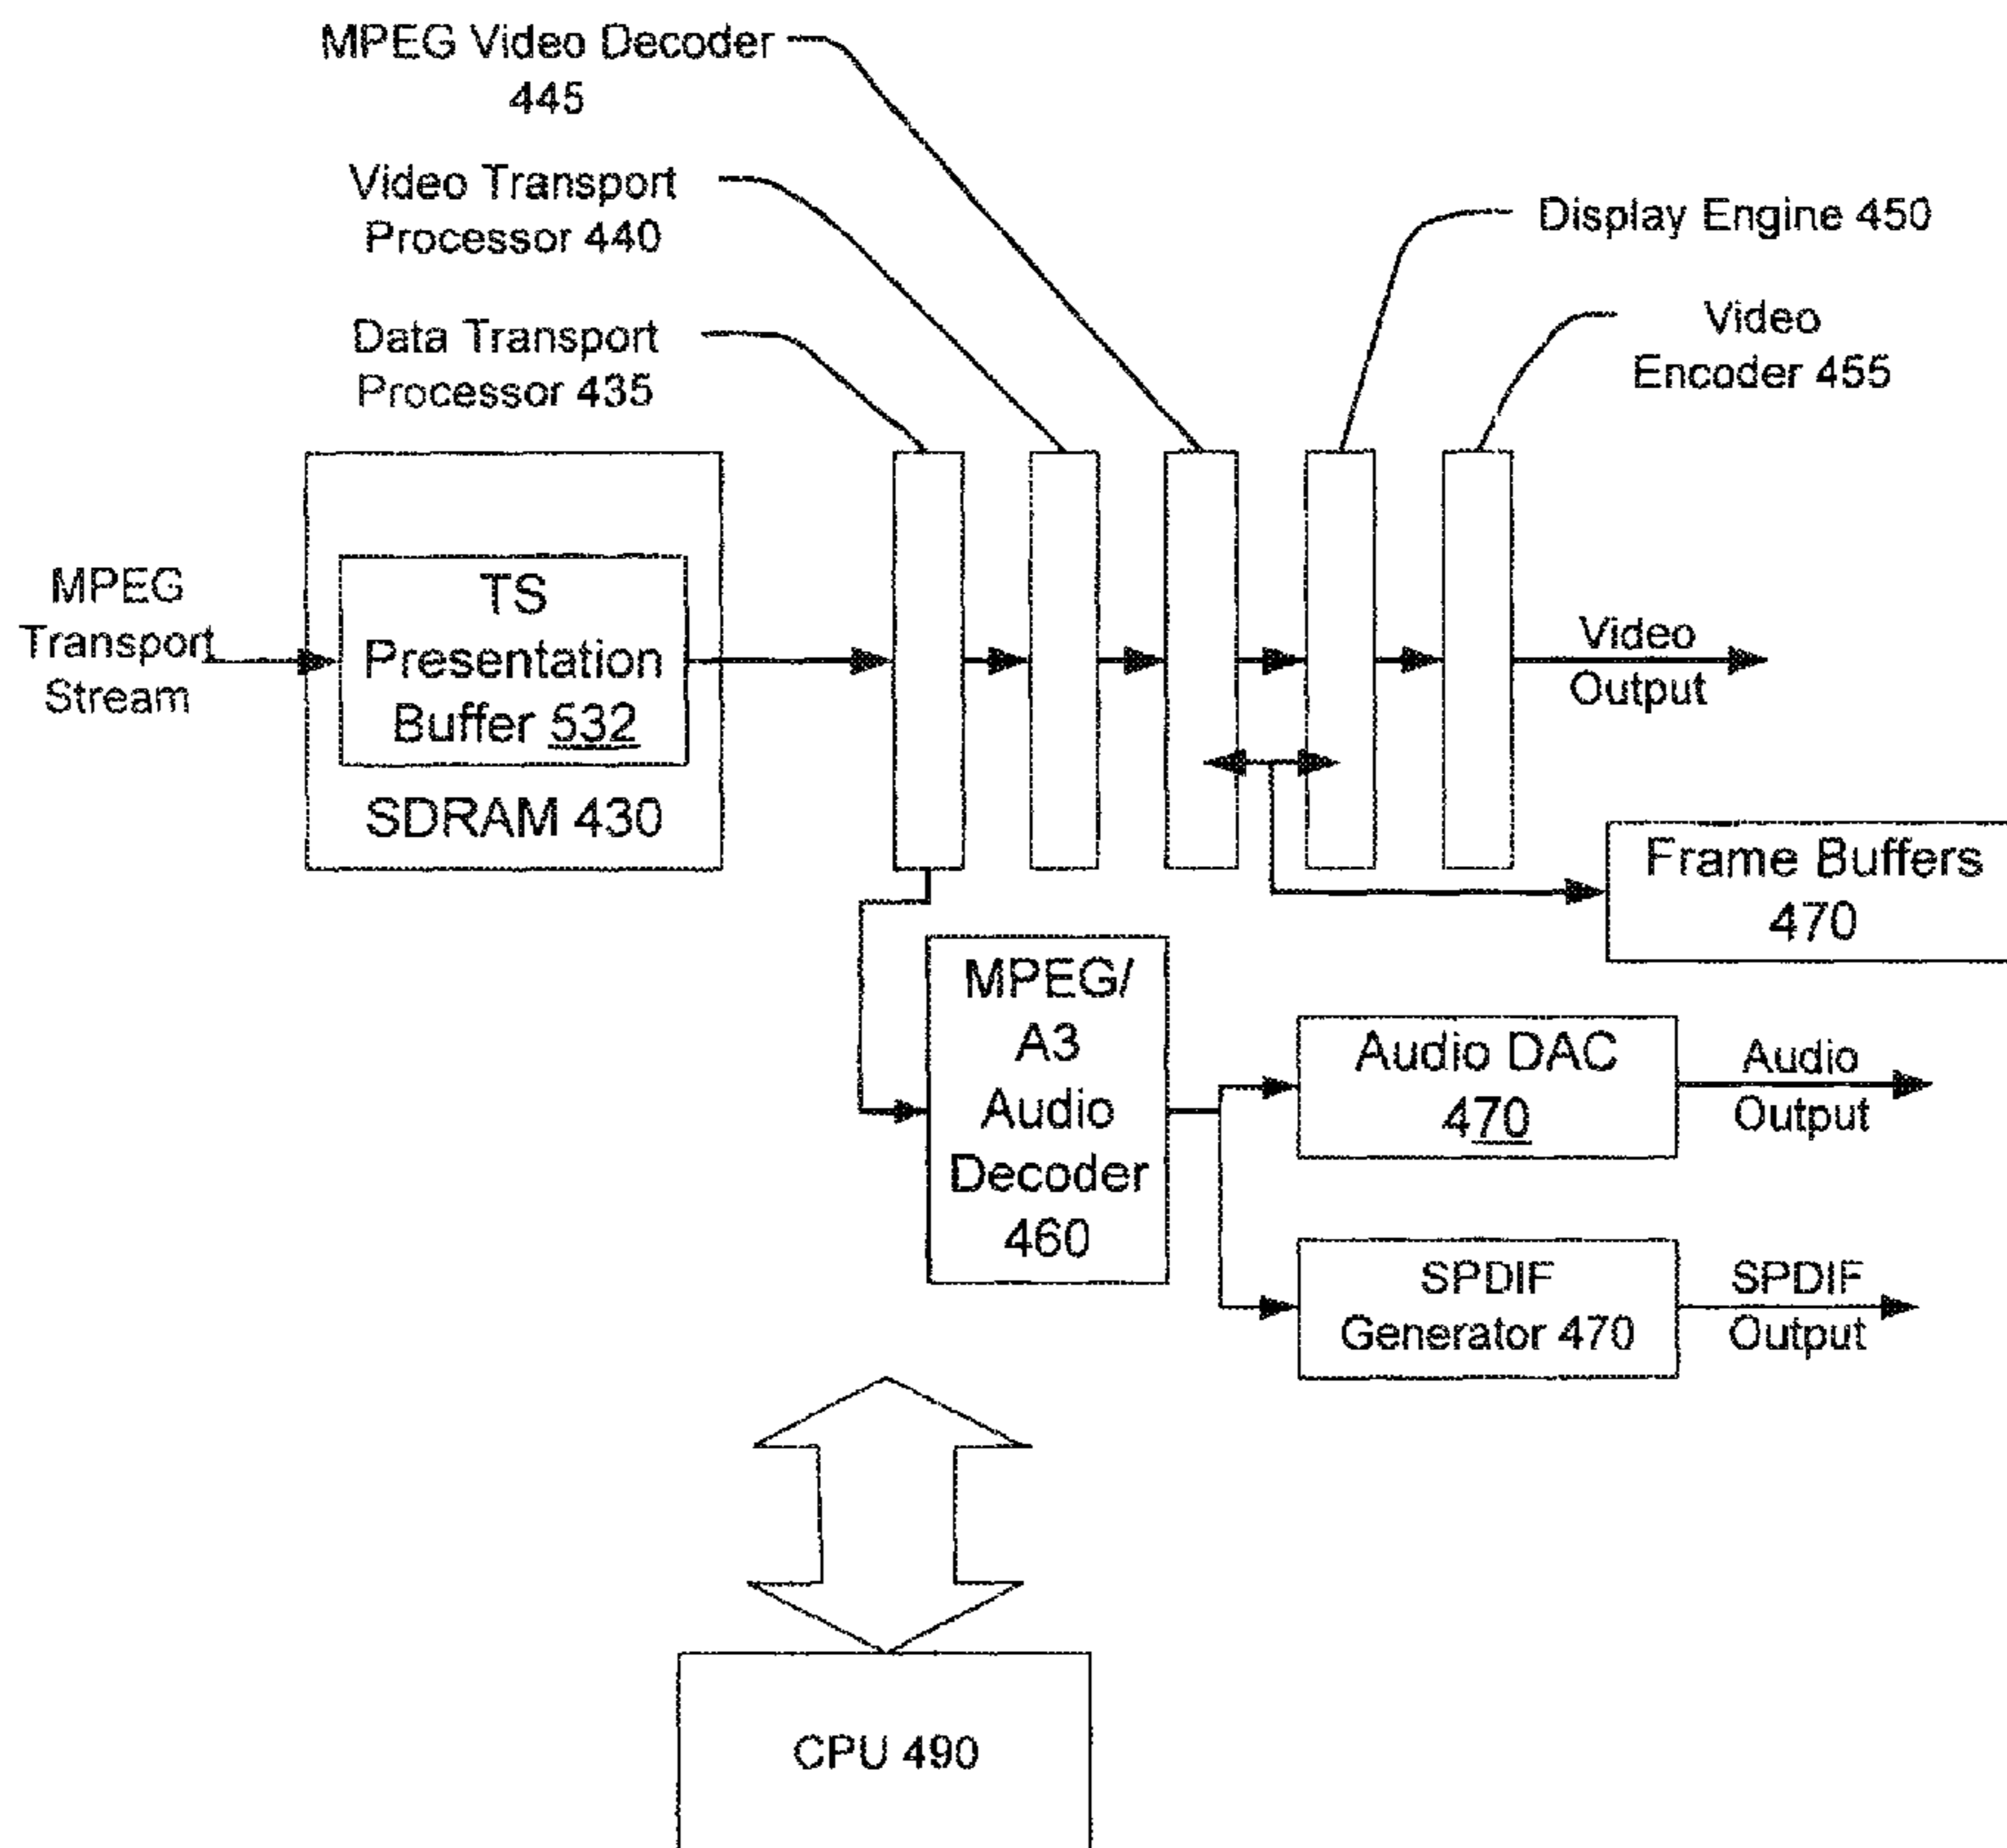 MPEG Video Decoder
445
Video Transport
Processor 440
Data Transport
Processor 435
Display Engine 450
Video
Encoder 455
MPEG
Transport
Stream
TS
Presentation
Buffer 532
SDRAM 430
Video
Output
Frame Buffers
470
MPEG/
A3
Audio
Decoder
460
Audio DAC
470
Audio
Output
SPDIF
Generator 470
SPDIF
Output
CPU 490